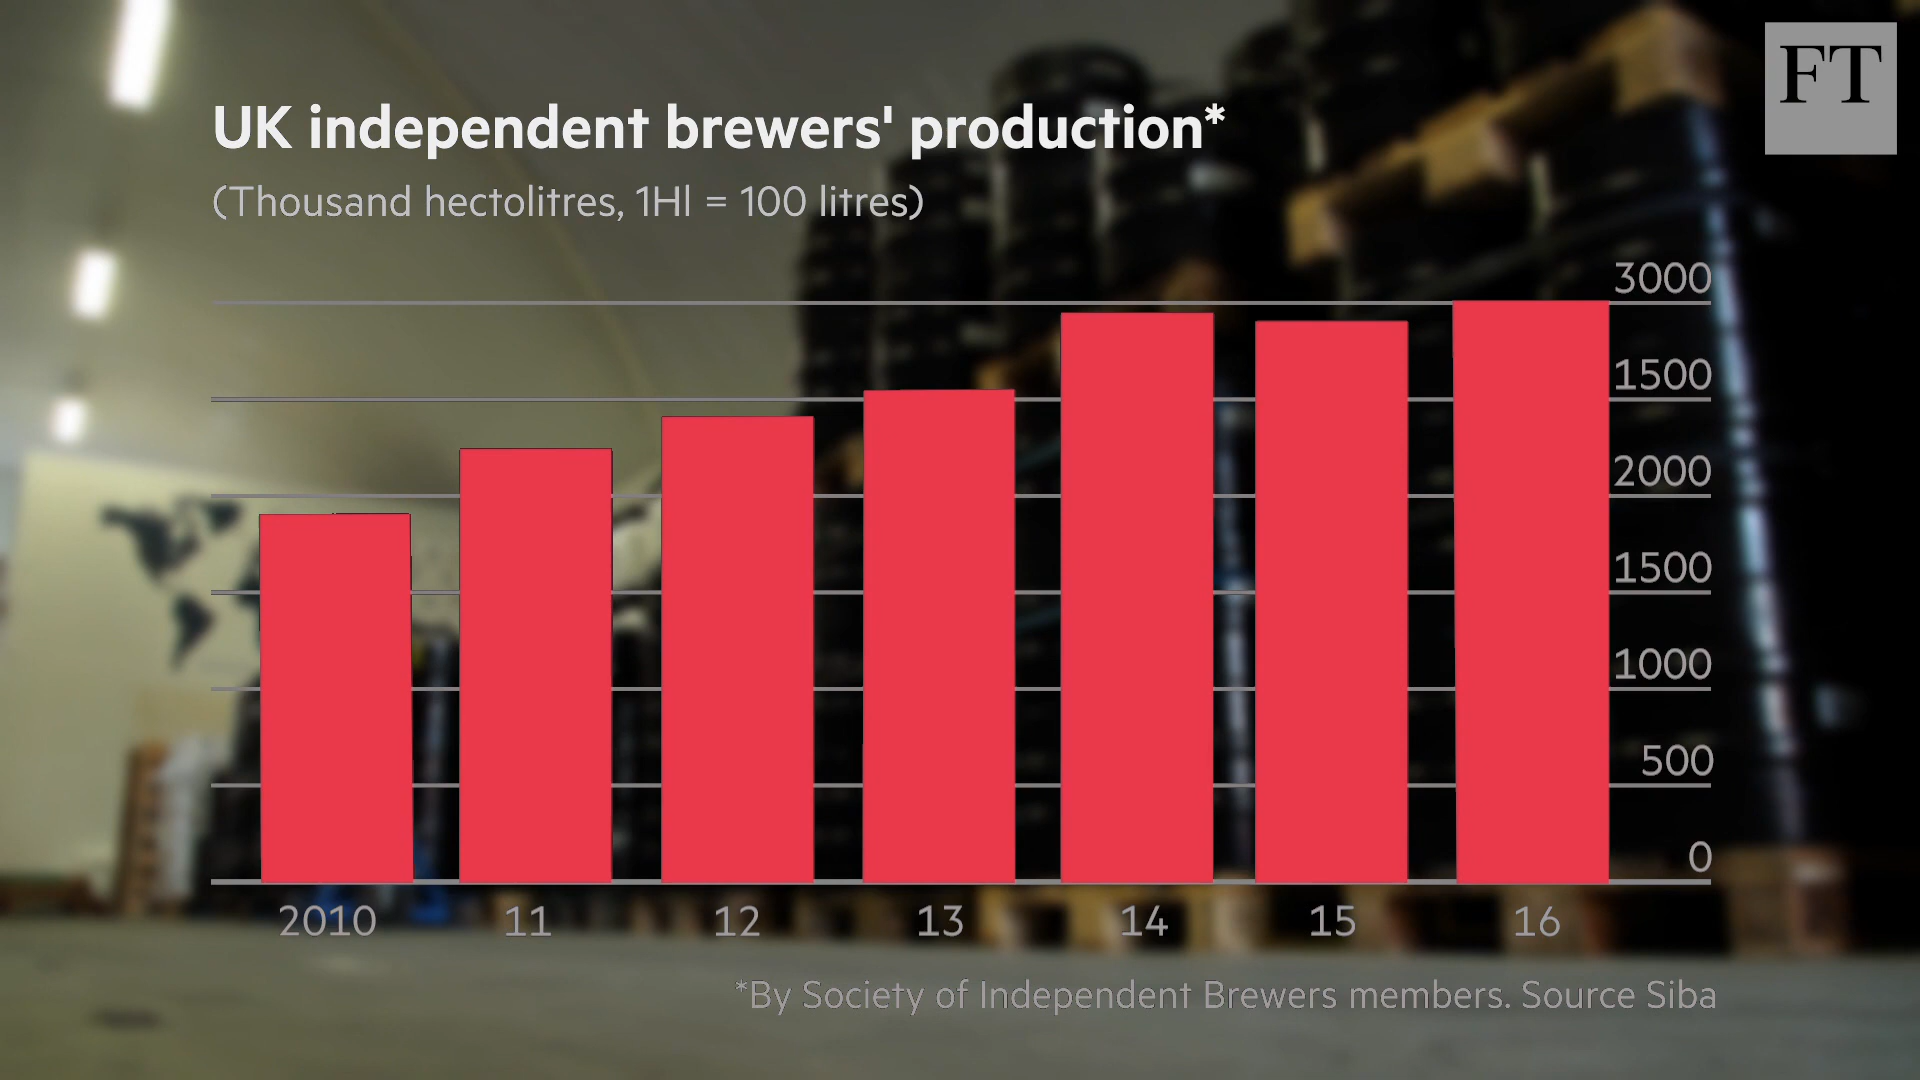 FT
UK independent brewers' production*
(Thousand hectolitres, 1Hl = 100 litres)
3000
1500
2000
1500
1000
500
0
2010 11 12 13 14 15 16
*By Society of Independent Brewers members. Source Siba